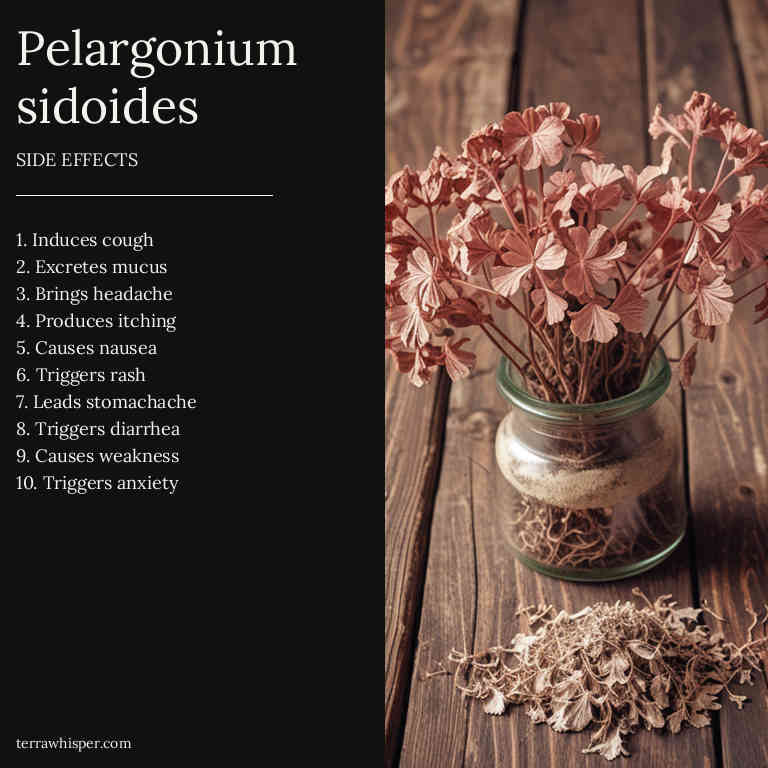 Pelargonium
sidoides
SIDE EFFECTS
1. Induces cough
2. Excretes mucus
3. Brings headache
4. Produces itching
5. Causes nausea
6. Triggers rash
7. Leads stomachache
8. Triggers diarrhea
9. Causes weakness
10. Triggers anxiety
terrawhisper.com